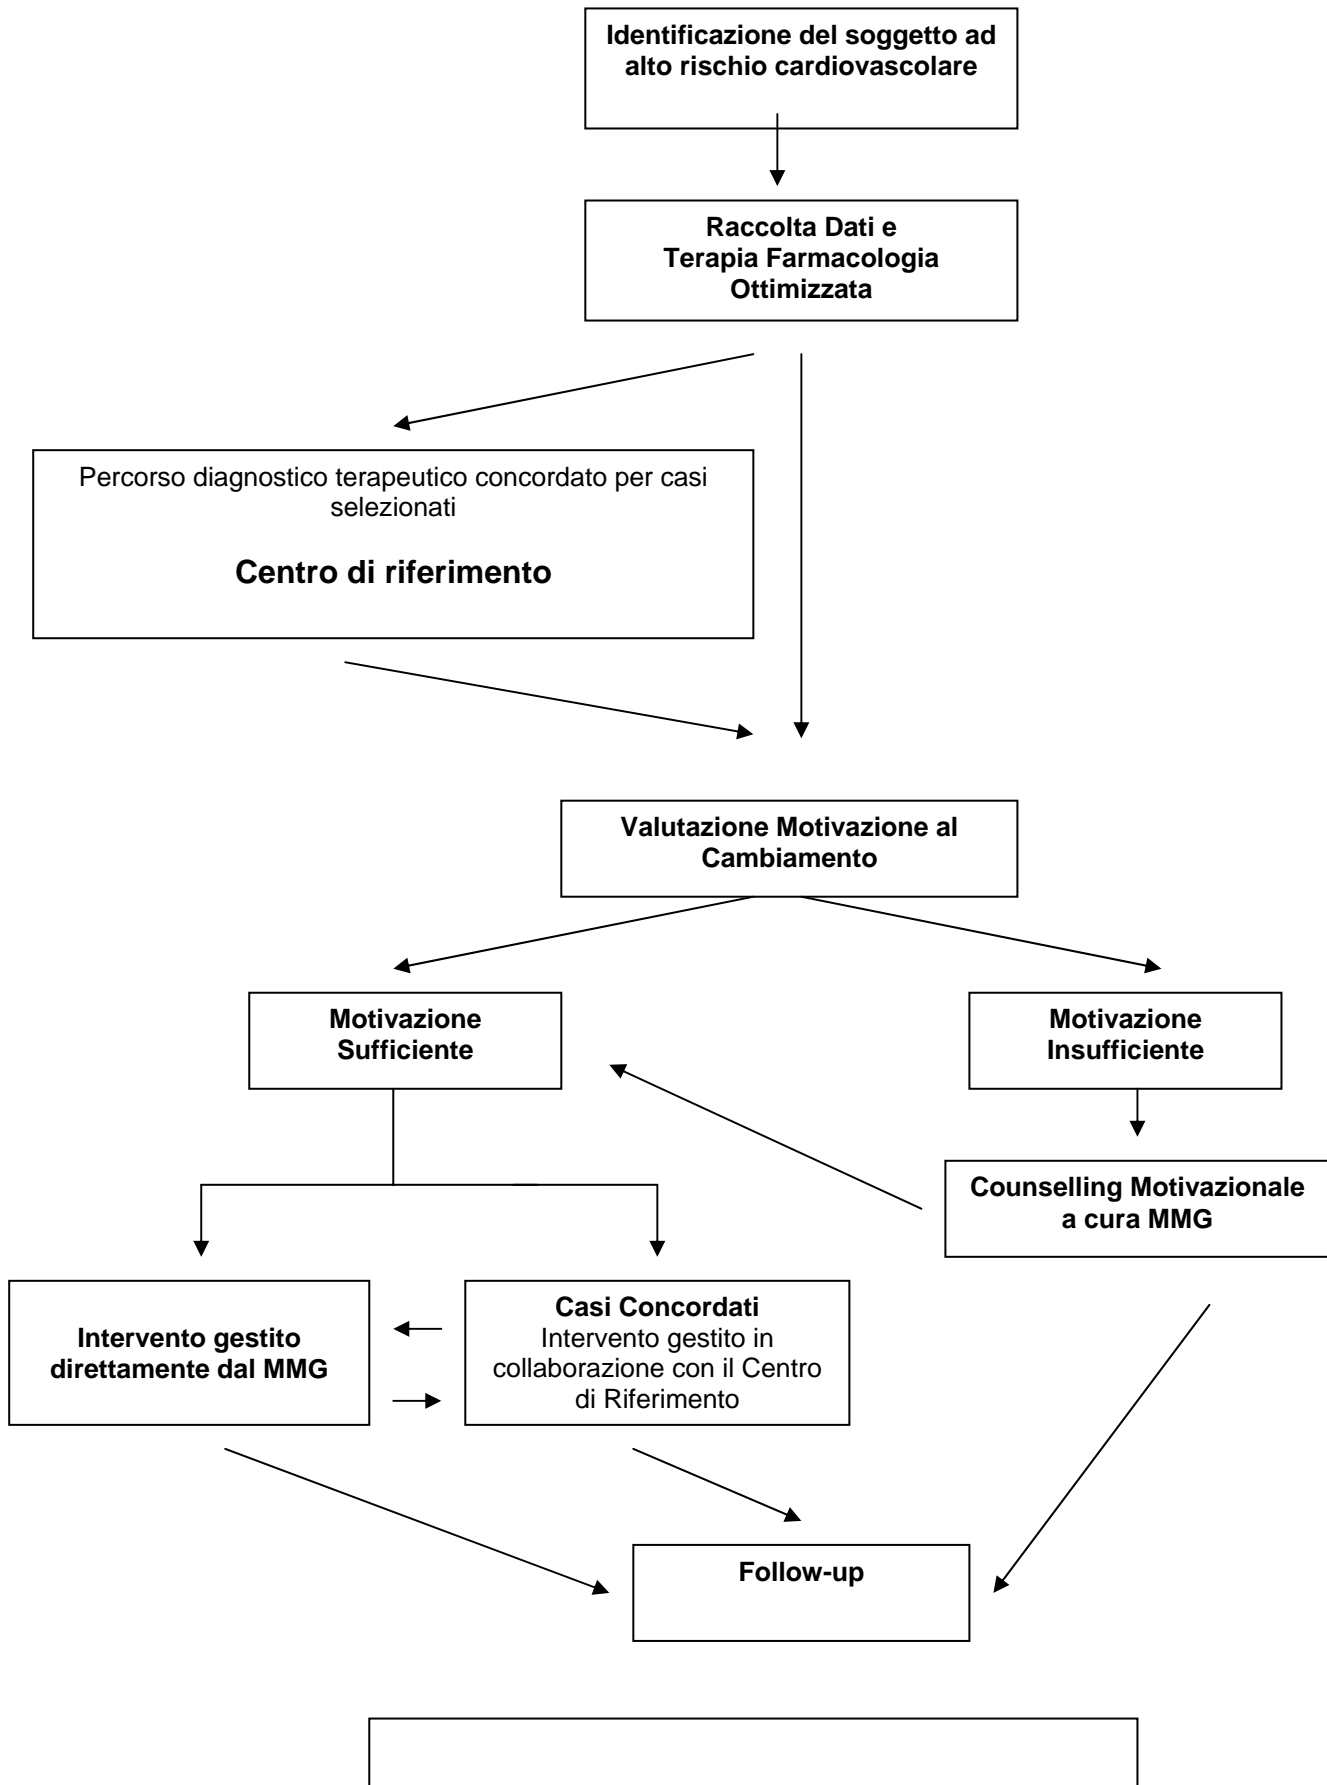 Identificazione del soggetto ad
alto rischio cardiovascolare
Raccolta Dati e
Terapia Farmacologia
Ottimizzata
Percorso diagnostico terapeutico concordato per casi
selezionati
Centro di riferimento
Valutazione Motivazione al
Cambiamento
Motivazione
Sufficiente
Motivazione
Insufficiente
Counselling Motivazionale
a cura MMG
Intervento gestito
direttamente dal MMG
Casi Concordati
Intervento gestito in
collaborazione con il Centro
di Riferimento
Follow-up